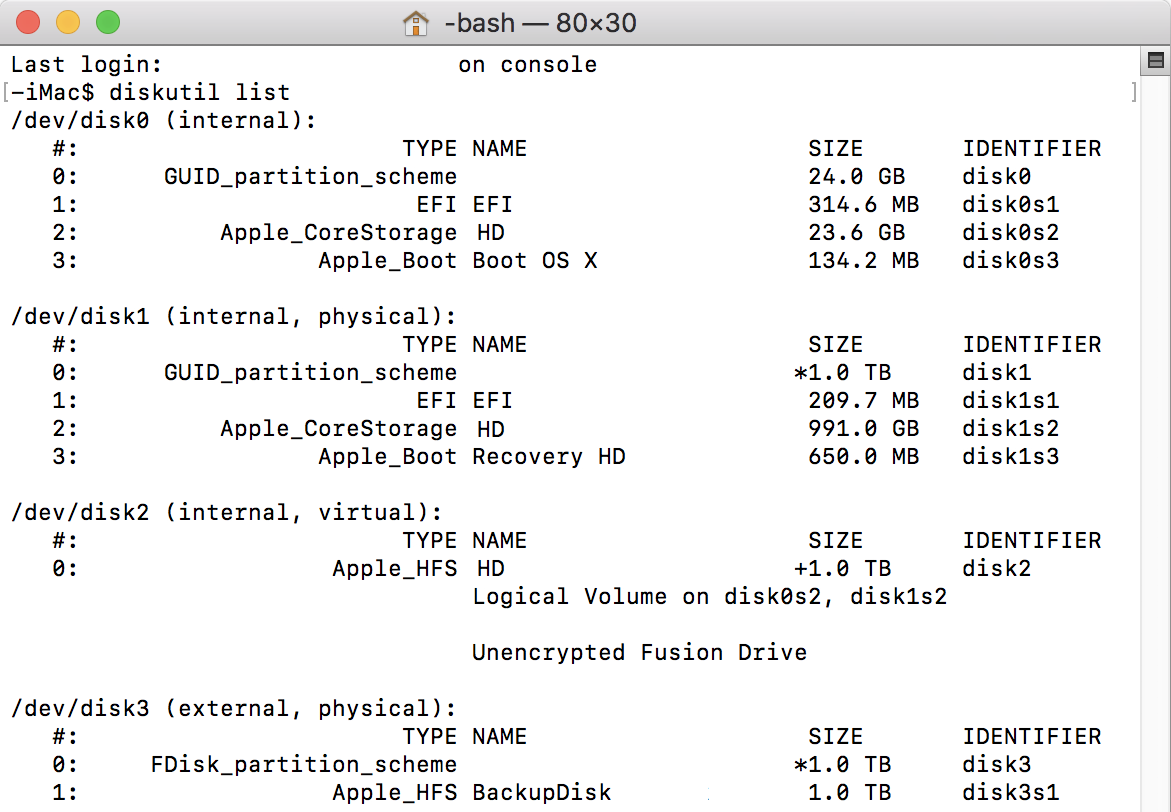 -bash — 80×30
Last login: on console
[-iMac$ diskutil list ]
/dev/disk0 (internal):
#: TYPE NAME SIZE IDENTIFIER
0: GUID_partition_scheme 24.0 GB disk0
1: EFI EFI 314.6 MB disk0s1
2: Apple_CoreStorage HD 23.6 GB disk0s2
3: Apple_Boot Boot OS X 134.2 MB disk0s3
/dev/disk1 (internal, physical):
#: TYPE NAME SIZE IDENTIFIER
0: GUID_partition_scheme *1.0 TB disk1
1: EFI EFI 209.7 MB disk1s1
2: Apple_CoreStorage HD 991.0 GB disk1s2
3: Apple_Boot Recovery HD 650.0 MB disk1s3
/dev/disk2 (internal, virtual):
#: TYPE NAME SIZE IDENTIFIER
0: Apple_HFS HD +1.0 TB disk2
Logical Volume on disk0s2, disk1s2
Unencrypted Fusion Drive
/dev/disk3 (external, physical):
#: TYPE NAME SIZE IDENTIFIER
0: FDisk_partition_scheme *1.0 TB disk3
1: Apple_HFS BackupDisk 1.0 TB disk3s1